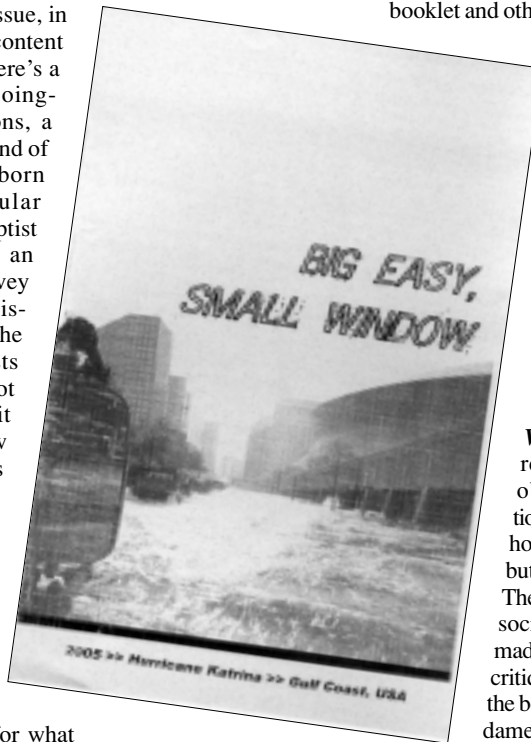 ssue, in
content
ere's a
oing-
ons, a
nd of
born
ular
ptist
an
vey
is-
he
ts
ot
it
s
for what
BIG EASY,
SMALL WINDOW
2005 >> Hurricane Katrina >> Gulf Coast, USA
booklet and oth
re
o
tio
ho
but
The
soci
mad
critic
the b
dame